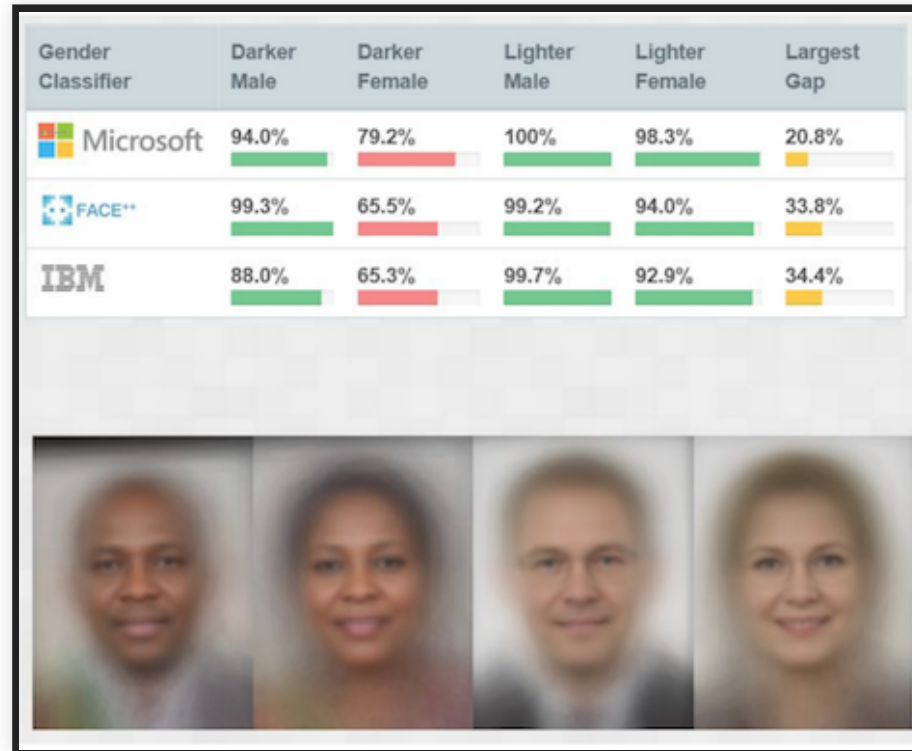 Gender Classifier Darker Male Darker Female Lighter Male Lighter Female Largest Gap
Microsoft 94.0% 79.2% 100% 98.3% 20.8%
FACE++ 99.3% 65.5% 99.2% 94.0% 33.8%
IBM 88.0% 65.3% 99.7% 92.9% 34.4%